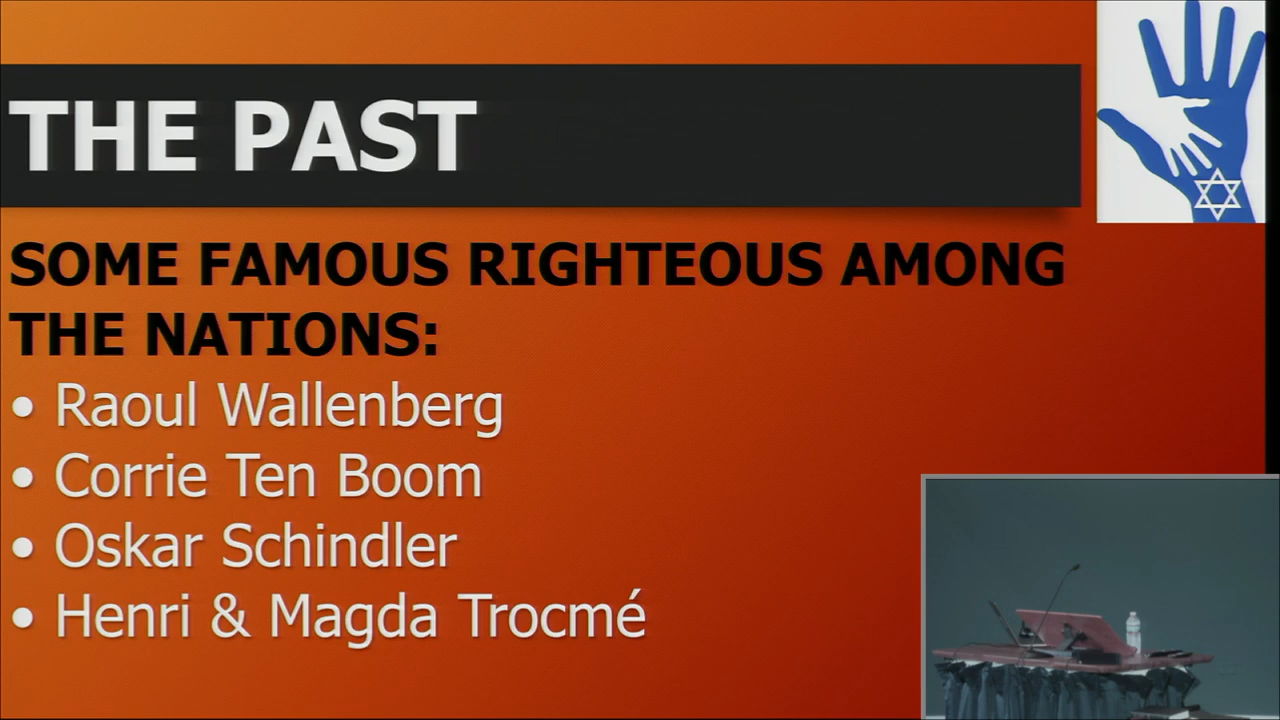 THE PAST
SOME FAMOUS RIGHTEOUS AMONG
THE NATIONS:
• Raoul Wallenberg
• Corrie Ten Boom
• Oskar Schindler
• Henri & Magda Trocmé